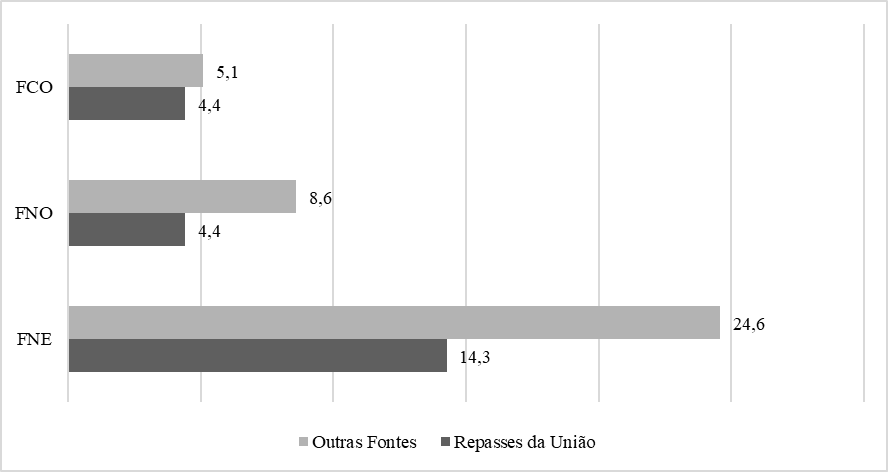 FCO
5,1
4,4
FNO
8,6
4,4
FNE
24,6
14,3
Outras Fontes Repasses da União